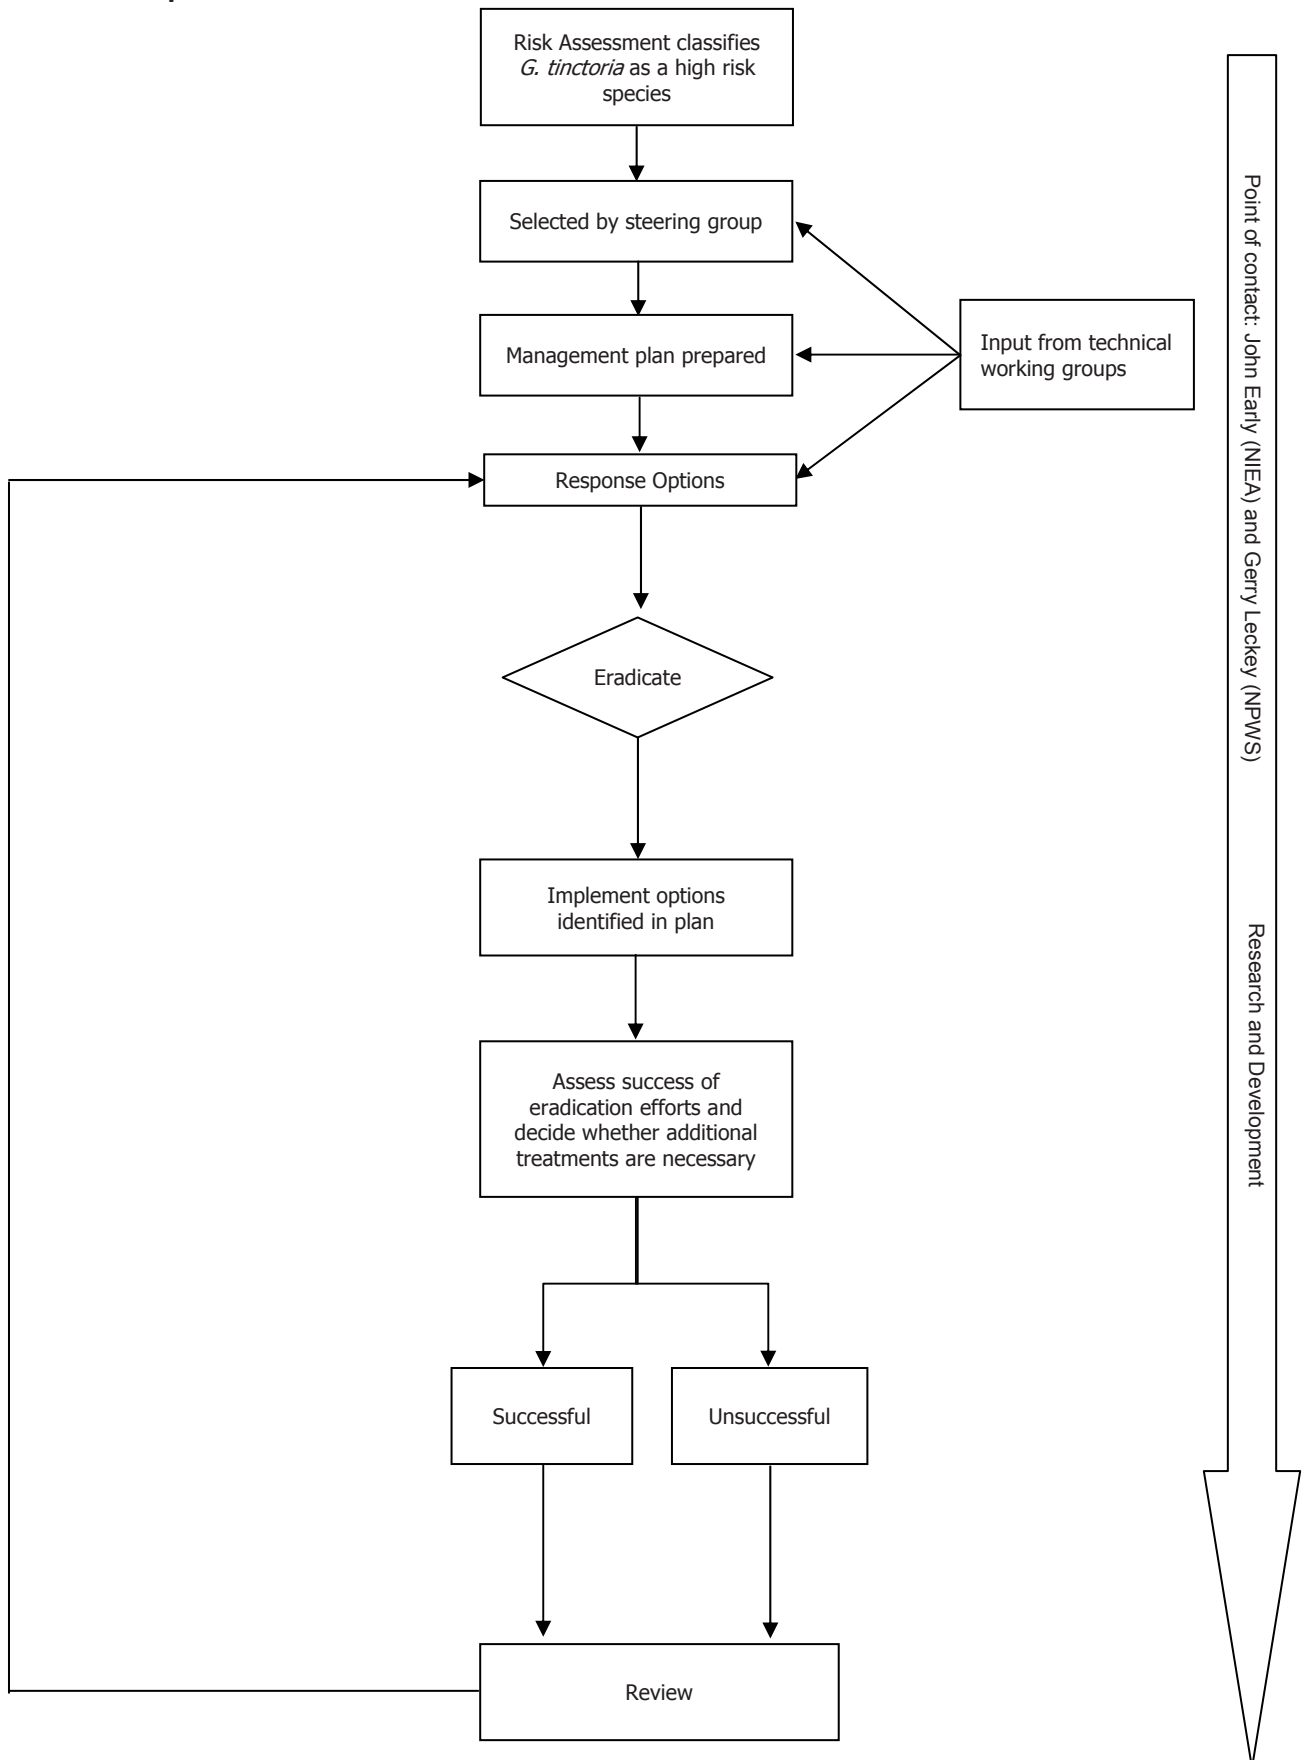 Risk Assessment classifies
G. tinctoria as a high risk
species
Selected by steering group
Management plan prepared
Input from technical
working groups
Response Options
Eradicate
Implement options
identified in plan
Assess success of
eradication efforts and
decide whether additional
treatments are necessary
Successful
Unsuccessful
Review
Point of contact: John Early (NIEA) and Gerry Leckey (NPWS)
Research and Development